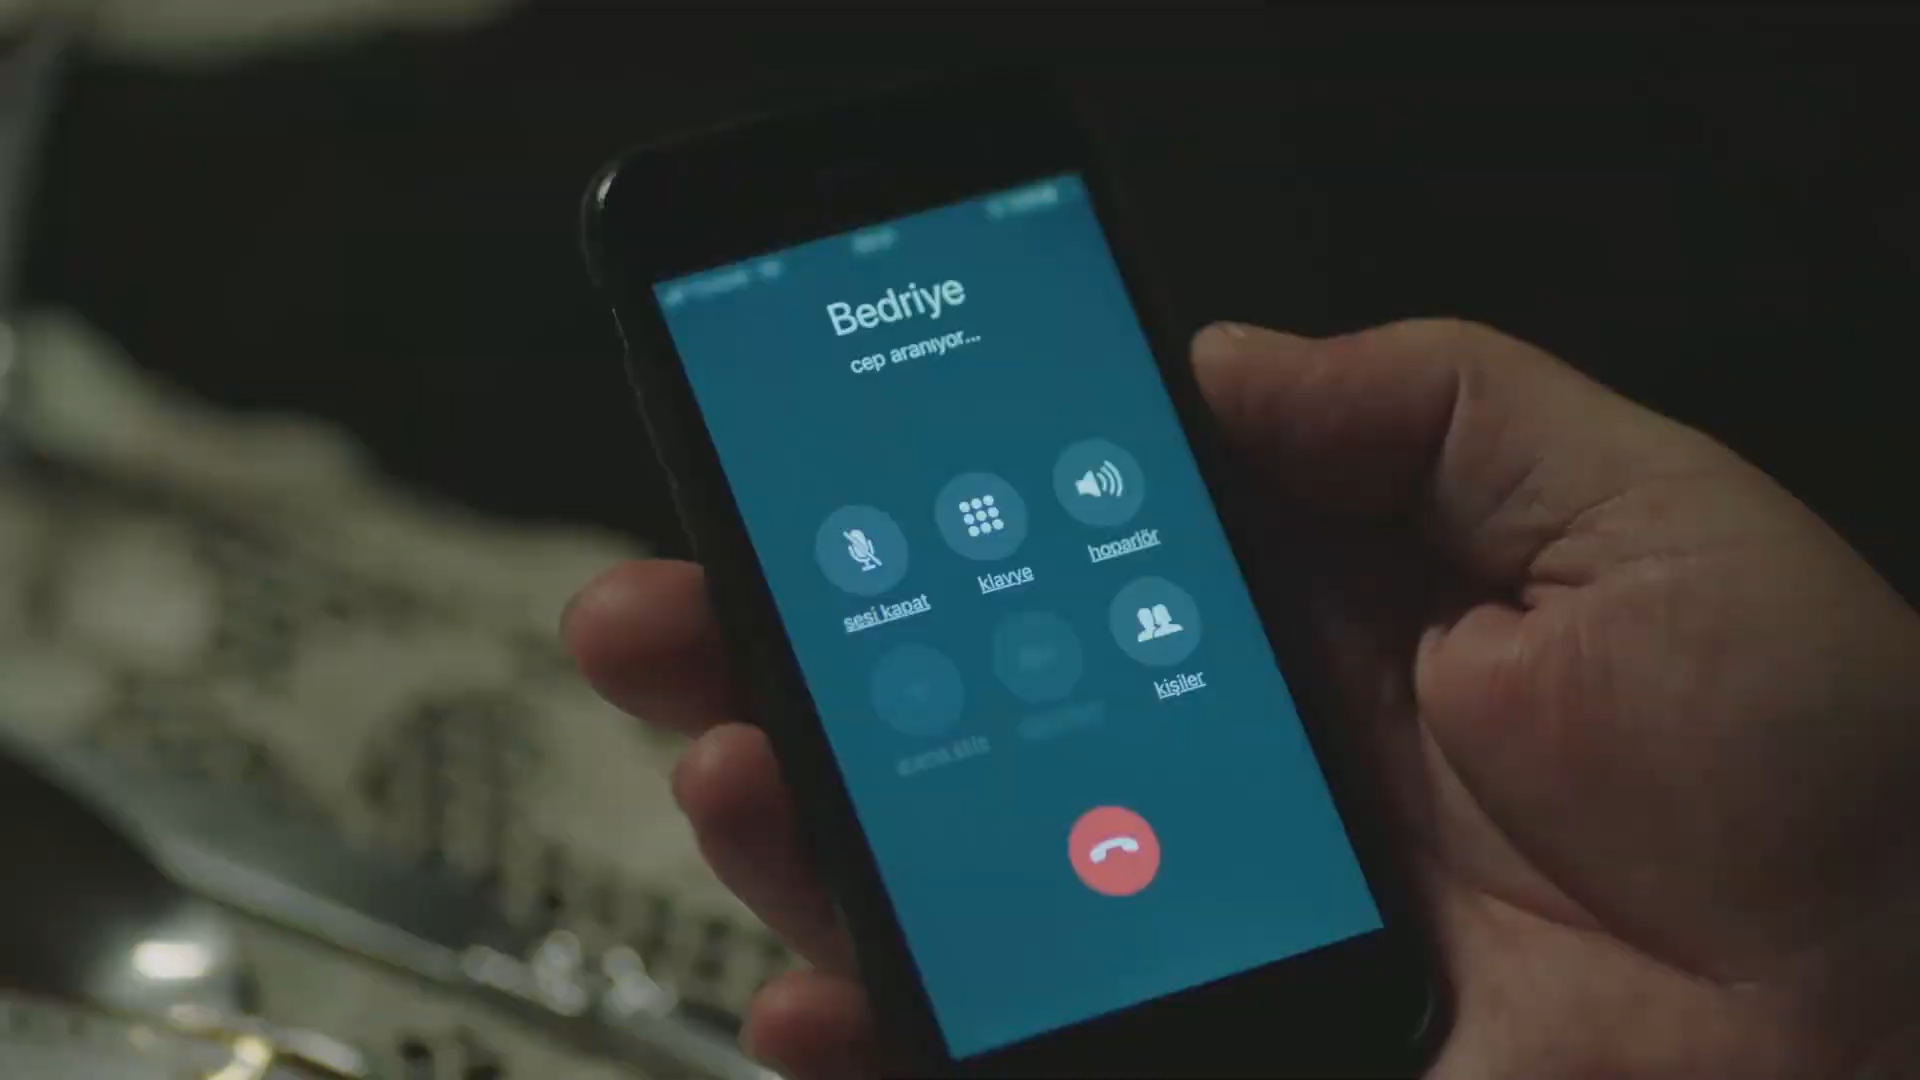 Bedriye
cep aranıyor...
sesi kapat
klavye
hoparlör
kişiler